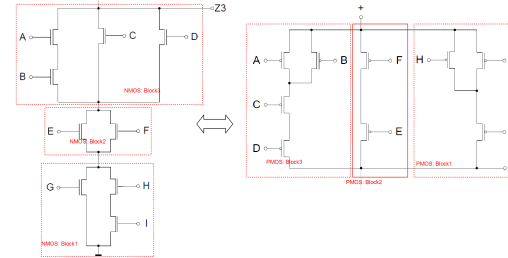 Z3
A
C
D
B
NMOS: Block3
E
F
NMOS: Block2
G
H
I
NMOS: Block1
+
A
B
F
H
C
E
D
PMOS: Block3
PMOS: Block1
PMOS: Block2